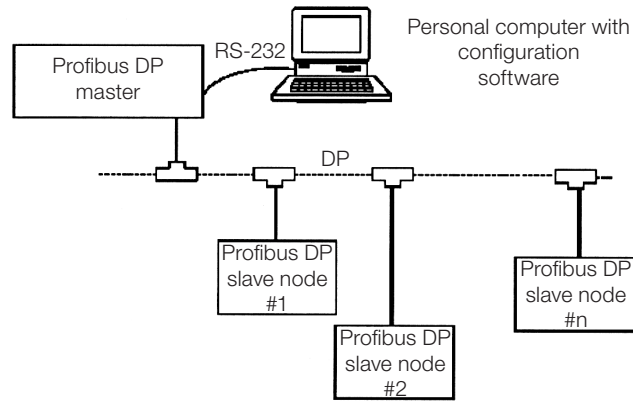 Profibus DP
master
RS-232
Personal computer with
configuration
software
DP
Profibus DP
slave node
#1
Profibus DP
slave node
#2
Profibus DP
slave node
#n